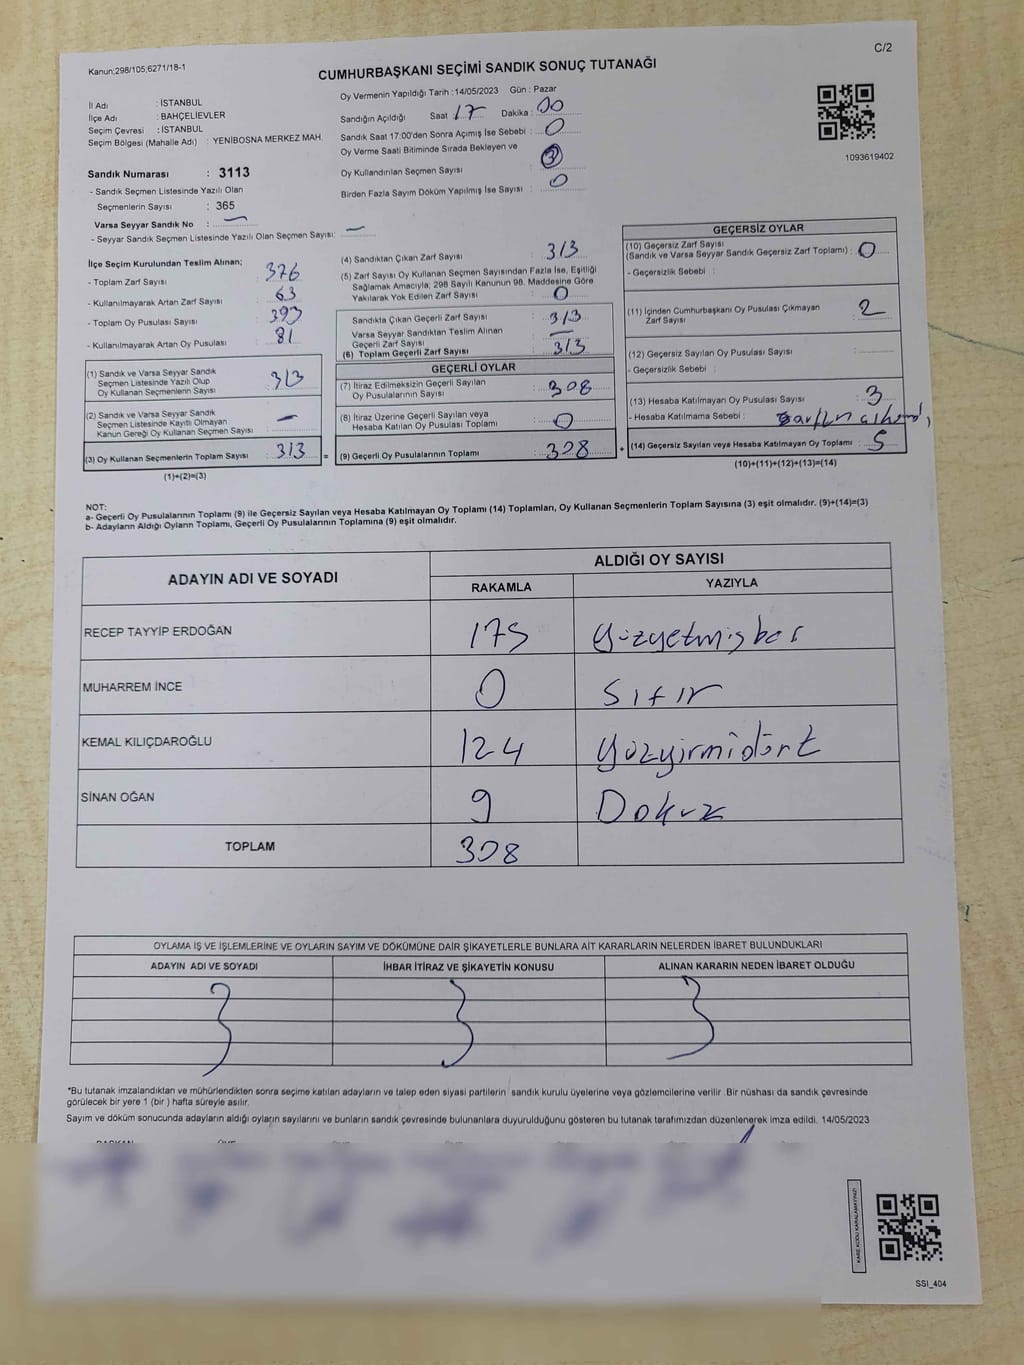 C/2
Kanun;298/105;6271/18-1
CUMHURBAŞKANI SEÇİMİ SANDIK SONUÇ TUTANAĞI
İl Adı : İSTANBUL
İlçe Adı : BAHÇELİEVLER
Seçim Çevresi : İSTANBUL
Seçim Bölgesi (Mahalle Adı) : YENİBOSNA MERKEZ MAH.
Oy Vermenin Yapıldığı Tarih :14/05/2023 Gün : Pazar
Sandığın Açıldığı Saat : 17 Dakika : 00
Sandık Saat 17:00'den Sonra Açımış İse Sebebi : 0
Oy Verme Saati Bitiminde Sırada Bekleyen ve
Oy Kullandırılan Seçmen Sayısı : 3
Birden Fazla Sayım Döküm Yapılmış İse Sayısı : 0
1093619402
Sandık Numarası : 3113
- Sandık Seçmen Listesinde Yazılı Olan
Seçmenlerin Sayısı : 365
Varsa Seyyar Sandık No : —
- Seyyar Sandık Seçmen Listesinde Yazılı Olan Seçmen Sayısı: —
İlçe Seçim Kurulundan Teslim Alınan;
- Toplam Zarf Sayısı : 376
- Kullanılmayarak Artan Zarf Sayısı : 63
- Toplam Oy Pusulası Sayısı : 393
- Kullanılmayarak Artan Oy Pusulası : 81
(1) Sandık ve Varsa Seyyar Sandık
Seçmen Listesinde Yazılı Olup
Oy Kullanan Seçmenlerin Sayısı : 313
(2) Sandık ve Varsa Seyyar Sandık
Seçmen Listesinde Kayıtlı Olmayan
Kanun Gereği Oy Kullanan Seçmen Sayısı : —
(3) Oy Kullanan Seçmenlerin Toplam Sayısı : 313 =
(1)+(2)=(3)
(4) Sandıktan Çıkan Zarf Sayısı : 313
(5) Zarf Sayısı Oy Kullanan Seçmen Sayısından Fazla İse, Eşitliği
Sağlamak Amacıyla; 298 Sayılı Kanunun 98. Maddesine Göre
Yakılarak Yok Edilen Zarf Sayısı : 0
Sandıkta Çıkan Geçerli Zarf Sayısı : 313
Varsa Seyyar Sandıktan Teslim Alınan
Geçerli Zarf Sayısı : —
(6) Toplam Geçerli Zarf Sayısı : 313
GEÇERLİ OYLAR
(7) İtiraz Edilmeksizin Geçerli Sayılan
Oy Pusulalarının Sayısı : 308
(8) İtiraz Üzerine Geçerli Sayılan veya
Hesaba Katılan Oy Pusulası Toplamı : 0
(9) Geçerli Oy Pusulalarının Toplamı : 308 +
GEÇERSİZ OYLAR
(10) Geçersiz Zarf Sayısı
(Sandık ve Varsa Seyyar Sandık Geçersiz Zarf Toplamı) : 0
- Geçersizlik Sebebi :
(11) İçinden Cumhurbaşkanı Oy Pusulası Çıkmayan
Zarf Sayısı : 2
(12) Geçersiz Sayılan Oy Pusulası Sayısı :
- Geçersizlik Sebebi :
(13) Hesaba Katılmayan Oy Pusulası Sayısı : 3
- Hesaba Katılmama Sebebi :
(14) Geçersiz Sayılan veya Hesaba Katılmayan Oy Toplamı : 5
(10)+(11)+(12)+(13)=(14)
NOT:
a- Geçerli Oy Pusulalarının Toplamı (9) ile Geçersiz Sayılan veya Hesaba Katılmayan Oy Toplamı (14) Toplamları, Oy Kullanan Seçmenlerin Toplam Sayısına (3) eşit olmalıdır. (9)+(14)=(3)
b- Adayların Aldığı Oyların Toplamı, Geçerli Oy Pusulalarının Toplamına (9) eşit olmalıdır.
ADAYIN ADI VE SOYADI
ALDIĞI OY SAYISI
RAKAMLA YAZIYLA
RECEP TAYYİP ERDOĞAN 175 Yüzyetmişbeş
MUHARREM İNCE 0 Sıfır
KEMAL KILIÇDAROĞLU 124 Yüzyirmidört
SİNAN OĞAN 9 Dokuz
TOPLAM 308
OYLAMA İŞ VE İŞLEMLERİNE VE OYLARIN SAYIM VE DÖKÜMÜNE DAİR ŞİKAYETLERLE BUNLARA AİT KARARLARIN NELERDEN İBARET BULUNDUKLARI
ADAYIN ADI VE SOYADI İHBAR İTİRAZ VE ŞİKAYETİN KONUSU ALINAN KARARIN NEDEN İBARET OLDUĞU
*Bu tutanak imzalandıktan ve mühürlendikten sonra seçime katılan adayların ve talep eden siyasi partilerin sandık kurulu üyelerine veya gözlemcilerine verilir. Bir nüshası da sandık çevresinde
görülecek bir yere 1 (bir ) hafta süreyle asılır.
Sayım ve döküm sonucunda adayların aldığı oyların sayılarını ve bunların sandık çevresinde bulunanlara duyurulduğunu gösteren bu tutanak tarafımızdan düzenlenerek imza edildi. 14/05/2023
SSI_404